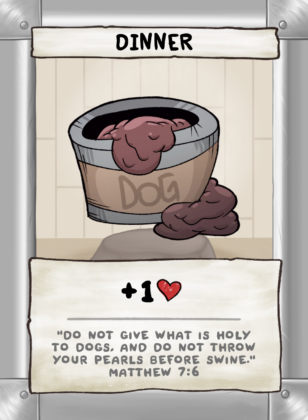 DINNER
DOG
+1
"DO NOT GIVE WHAT IS HOLY
TO DOGS, AND DO NOT THROW
YOUR PEARLS BEFORE SWINE."
MATTHEW 7:6